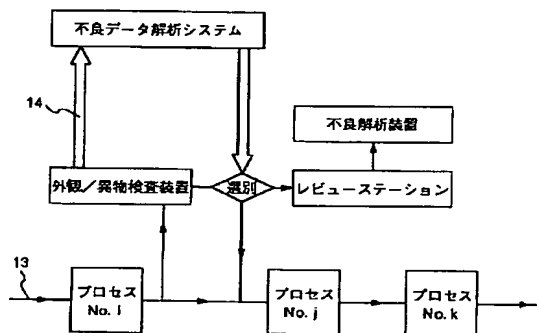 不良データ解析システム
14
不良解析装置
外観／異物検査装置
選別
レビューステーション
13
プロセス
No. i
プロセス
No. j
プロセス
No. k